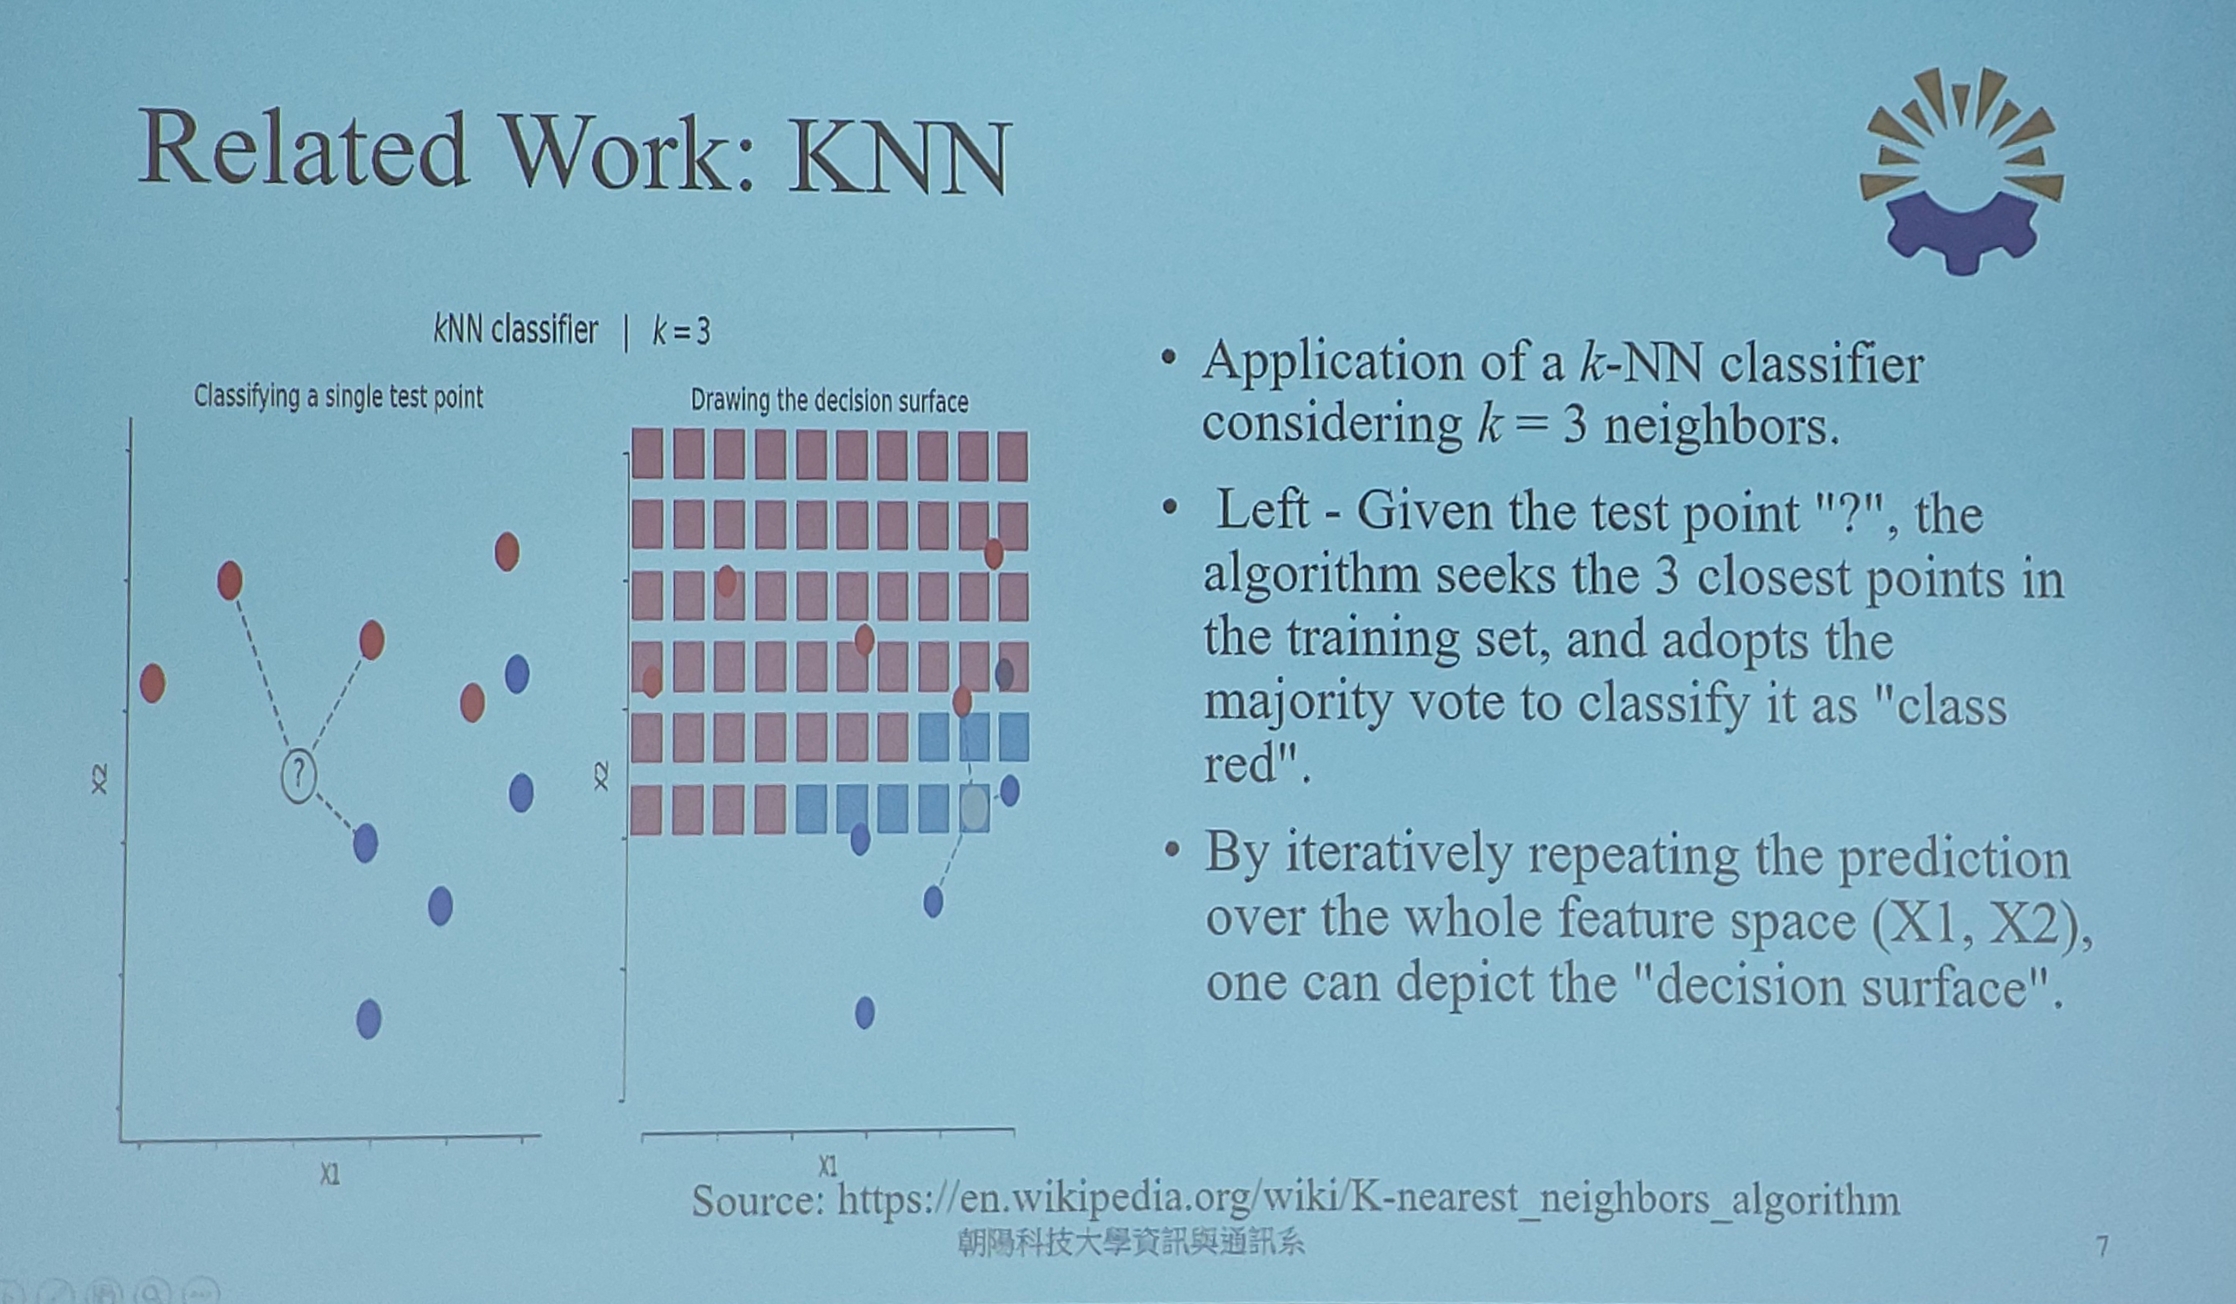 Related Work: KNN
kNN classifier | k = 3
Classifying a single test point
Drawing the decision surface
?
X2
X2
X1
X1
• Application of a k-NN classifier
considering k = 3 neighbors.
• Left - Given the test point "?", the
algorithm seeks the 3 closest points in
the training set, and adopts the
majority vote to classify it as "class
red".
• By iteratively repeating the prediction
over the whole feature space (X1, X2),
one can depict the "decision surface".
Source: https://en.wikipedia.org/wiki/K-nearest_neighbors_algorithm
朝陽科技大學資訊與通訊系
7